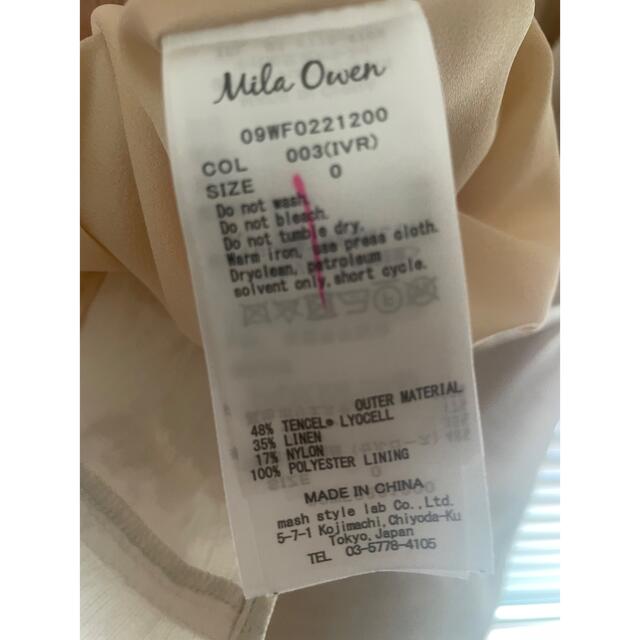 Mila Owen
09WF0221200
COL 003(IVR)
SIZE 0
Do not wash.
Do not bleach.
Do not tumble dry.
Warm iron, use press cloth.
Dryclean, petroleum
solvent only, short cycle.
OUTER MATERIAL
48% TENCEL® LYOCELL
35% LINEN
17% NYLON
100% POLYESTER LINING
MADE IN CHINA
mash style lab Co.,Ltd.
5-7-1 Kojimachi,Chiyoda-Ku
Tokyo,Japan
TEL 03-5778-4105